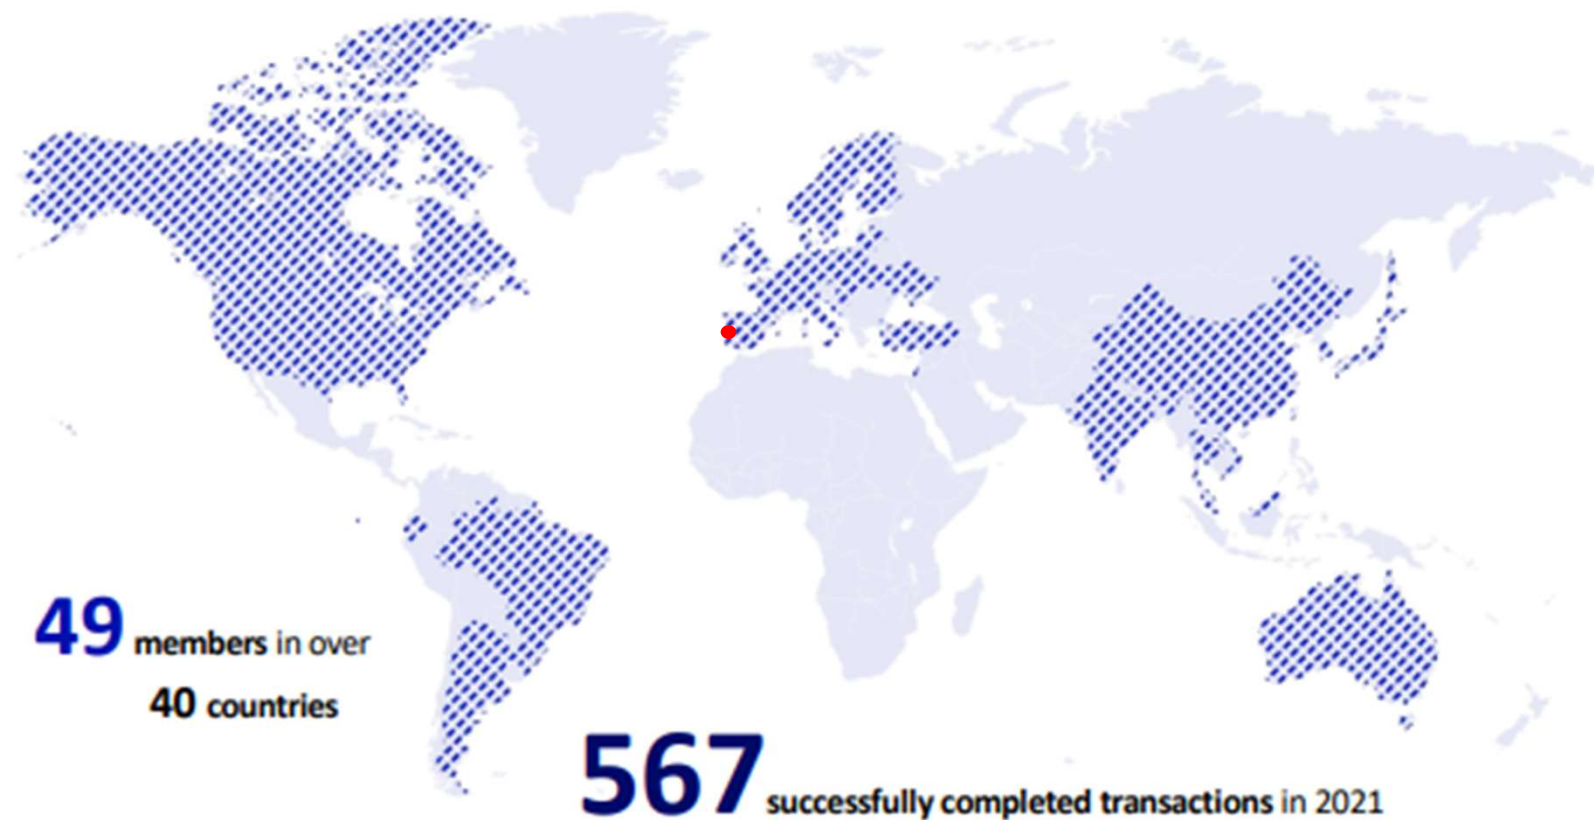 49 members in over
40 countries
567 successfully completed transactions in 2021